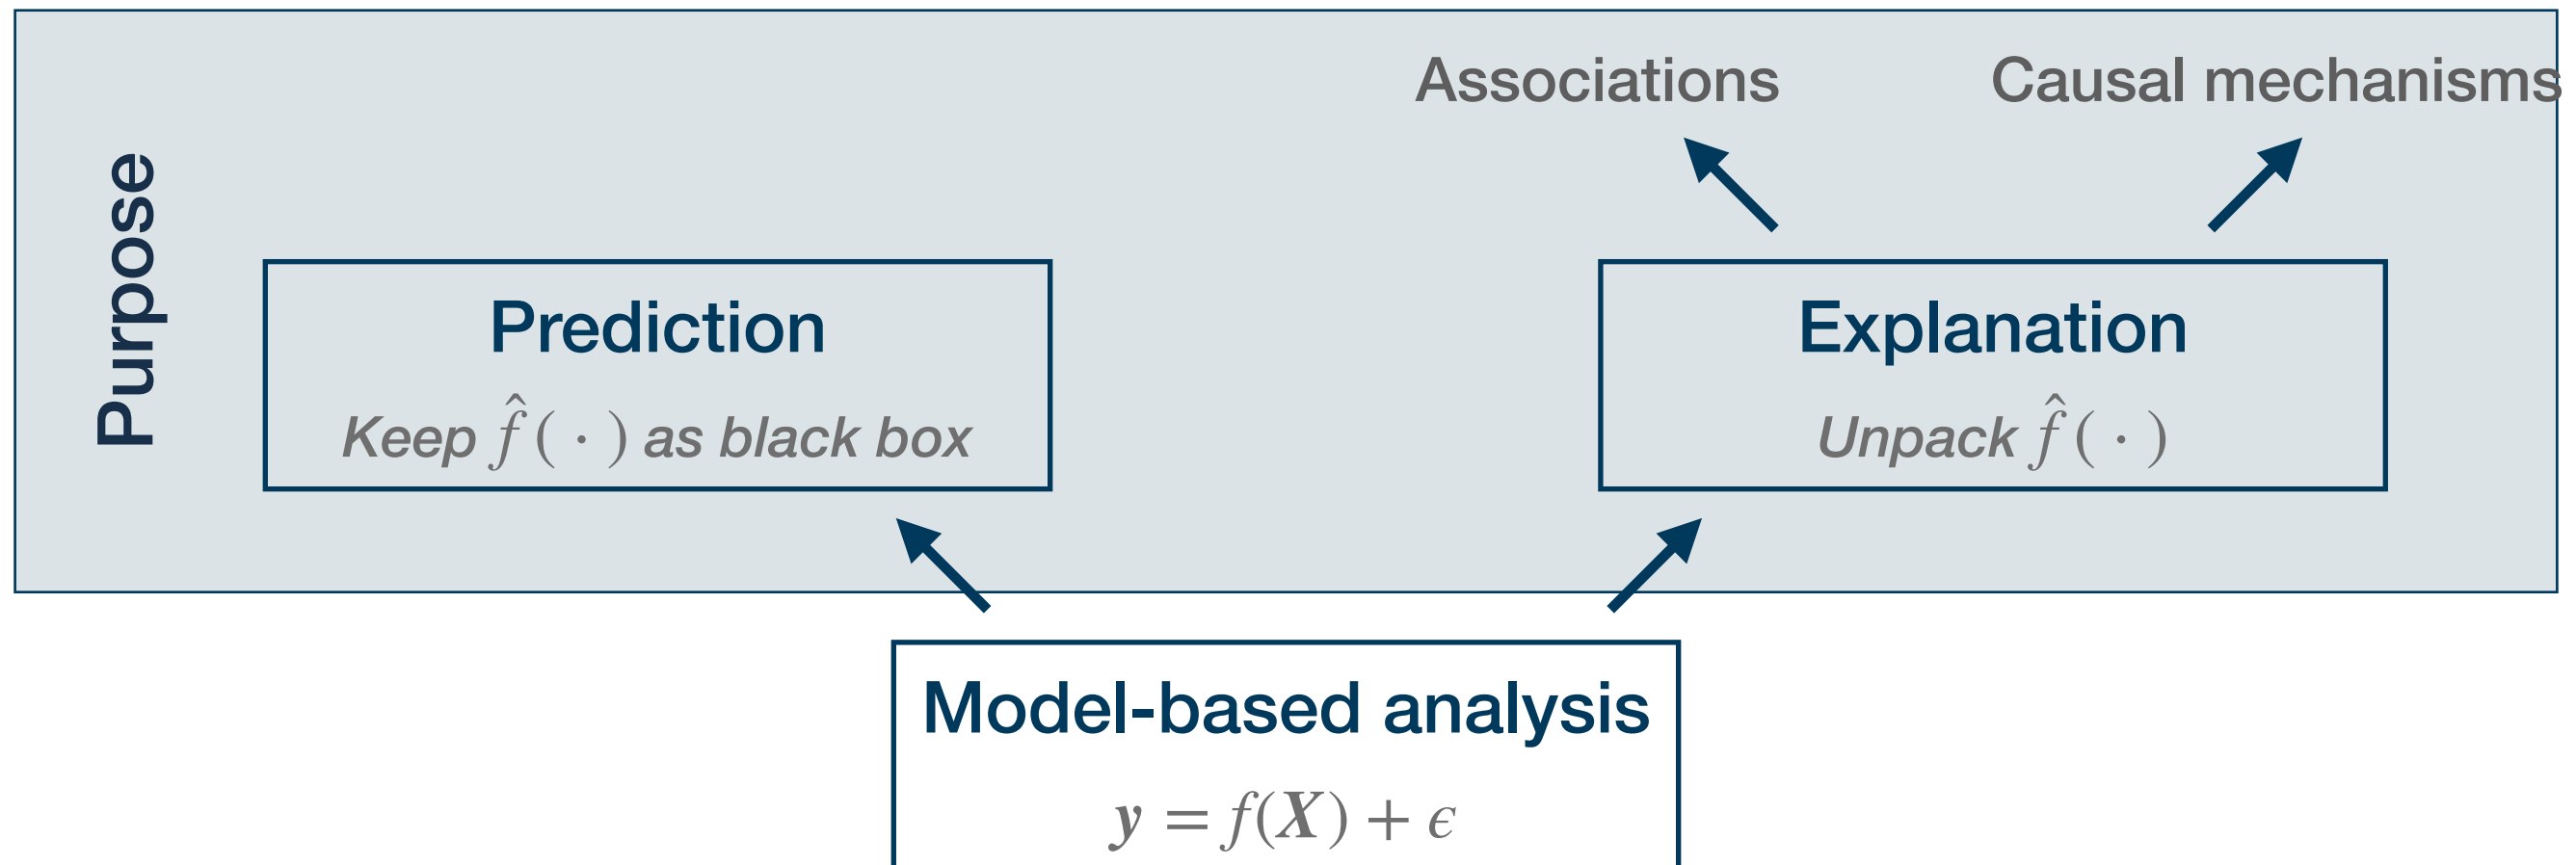 Associations
Causal mechanisms
Purpose
Prediction
Keep f̂ ( · ) as black box
Explanation
Unpack f̂ ( · )
Model-based analysis
y = f(X) + ϵ